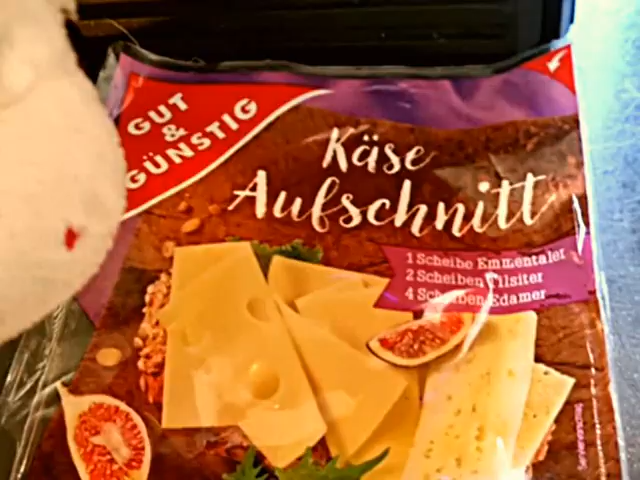 GUT
&
GÜNSTIG
Käse
Aufschnitt
1 Scheibe Emmentaler
2 Scheiben Tilsiter
4 Scheiben Edamer